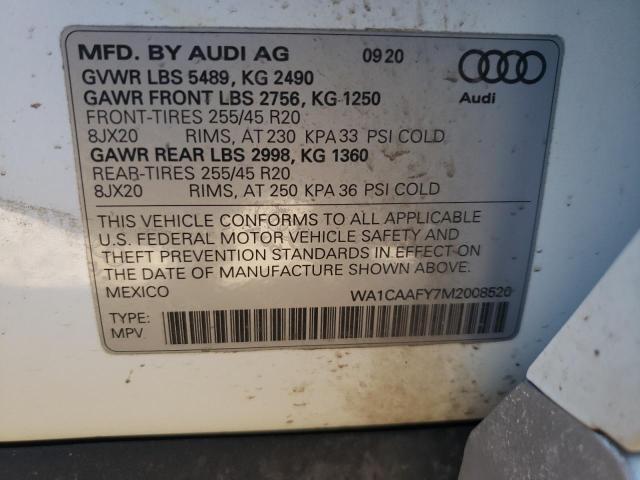 MFD. BY AUDI AG 09 20
GVWR LBS 5489, KG 2490
GAWR FRONT LBS 2756, KG 1250
Audi
FRONT-TIRES 255/45 R20
8JX20 RIMS, AT 230 KPA 33 PSI COLD
GAWR REAR LBS 2998, KG 1360
REAR-TIRES 255/45 R20
8JX20 RIMS, AT 250 KPA 36 PSI COLD
THIS VEHICLE CONFORMS TO ALL APPLICABLE
U.S. FEDERAL MOTOR VEHICLE SAFETY AND
THEFT PREVENTION STANDARDS IN EFFECT ON
THE DATE OF MANUFACTURE SHOWN ABOVE.
MEXICO WA1CAAFY7M2008520
TYPE:
MPV